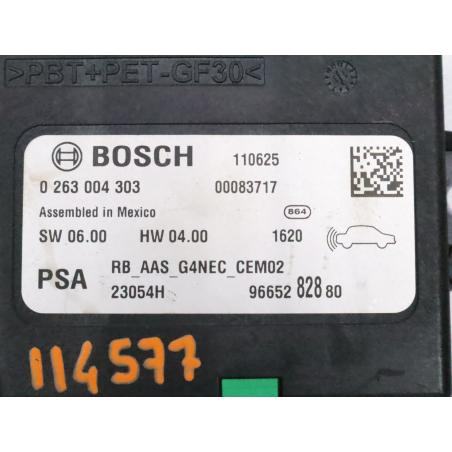 >PBT+PET-GF30<
BOSCH 110625
0 263 004 303 00083717
Assembled in Mexico 864
SW 06.00 HW 04.00 1620
PSA RB_AAS_G4NEC_CEM02
23054H 96652 828 80
114577